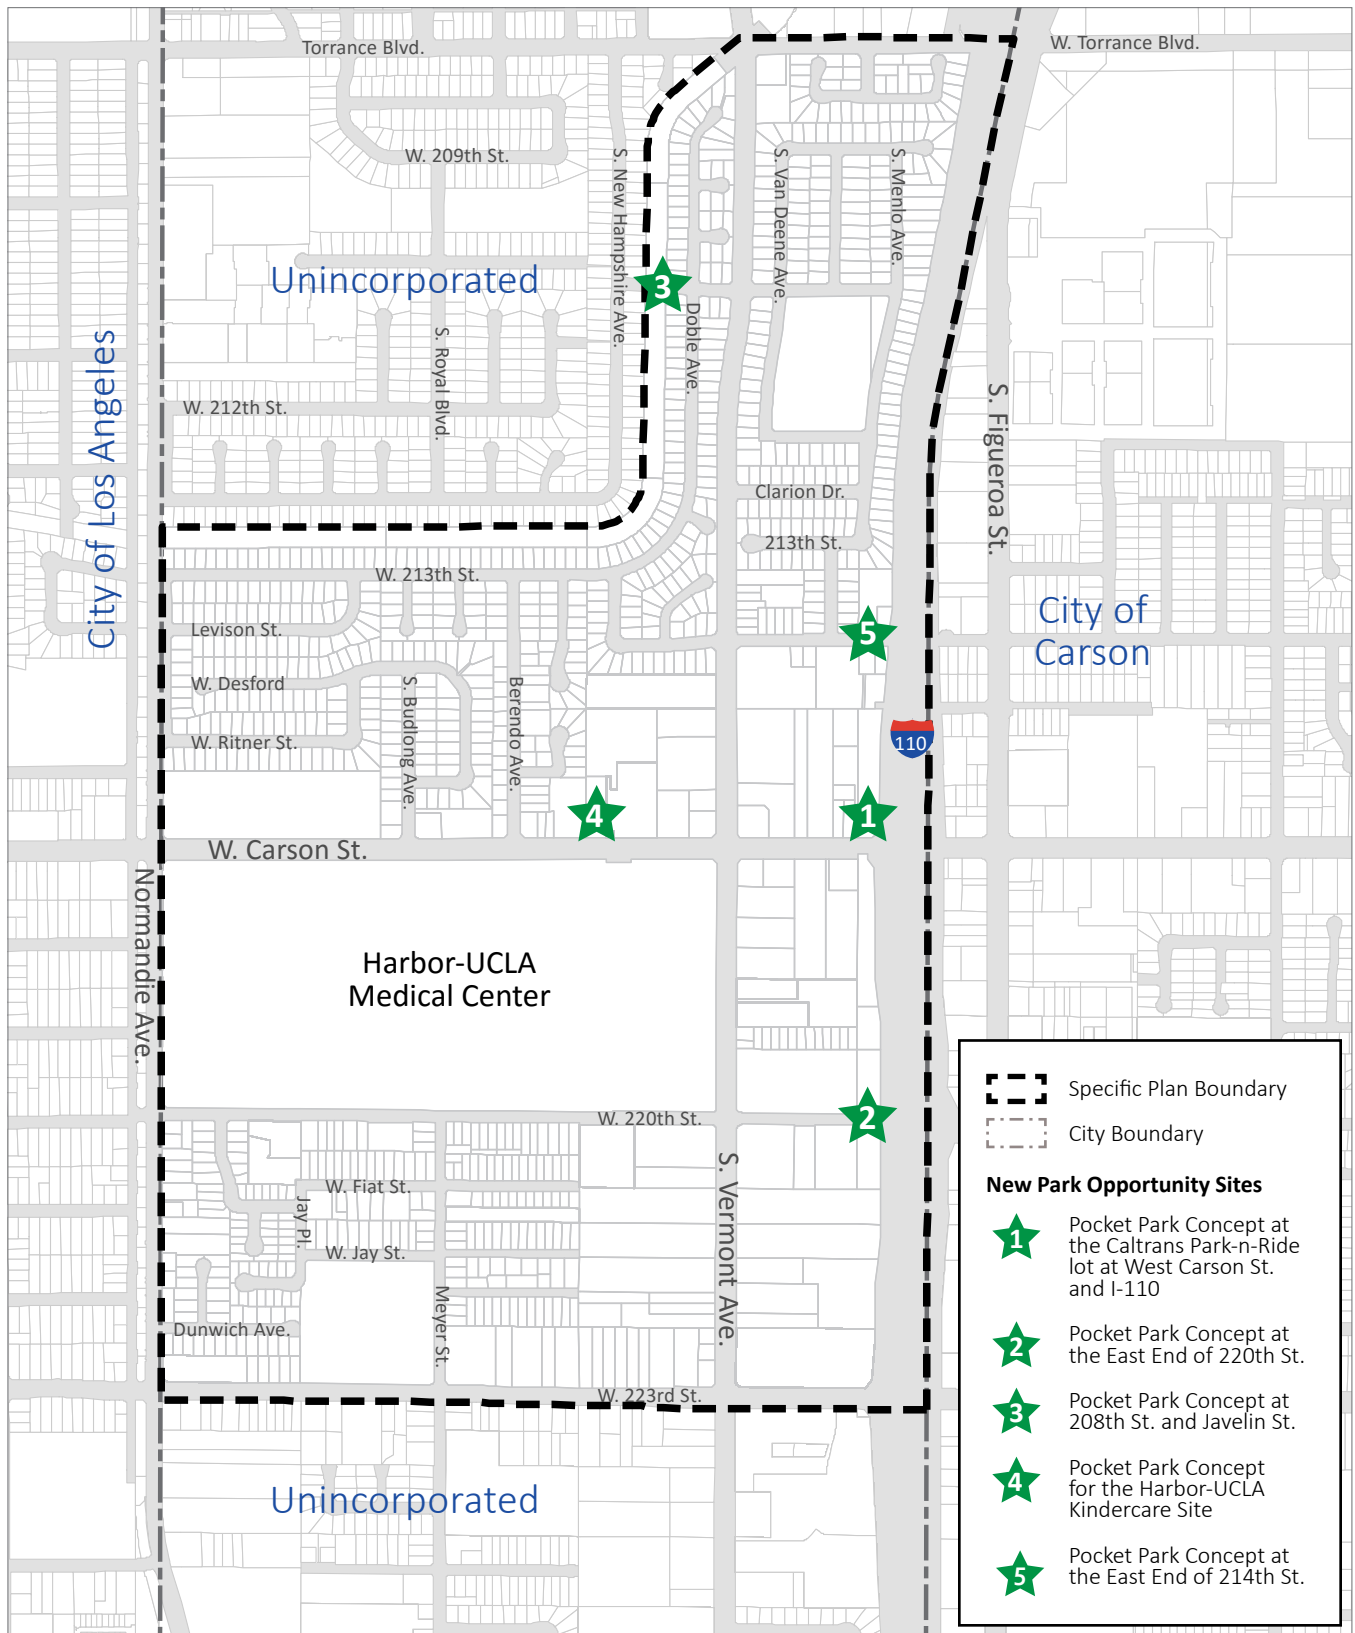 Torrance Blvd.
W. Torrance Blvd.
W. 209th St.
S. New Hampshire Ave.
S. Van Deene Ave.
S. Menlo Ave.
Unincorporated
3
Doble Ave.
S. Royal Blvd.
City of Los Angeles
W. 212th St.
S. Figueroa St.
Clarion Dr.
213th St.
W. 213th St.
Levison St.
5
City of
Carson
W. Desford
S. Budlong Ave.
Berendo Ave.
W. Ritner St.
110
4
1
W. Carson St.
Normandie Ave.
Harbor-UCLA
Medical Center
W. 220th St.
2
S. Vermont Ave.
W. Fiat St.
Jay Pl.
W. Jay St.
Meyer St.
Dunwich Ave.
W. 223rd St.
Unincorporated
Specific Plan Boundary
City Boundary
New Park Opportunity Sites
1
Pocket Park Concept at
the Caltrans Park-n-Ride
lot at West Carson St.
and I-110
2
Pocket Park Concept at
the East End of 220th St.
3
Pocket Park Concept at
208th St. and Javelin St.
4
Pocket Park Concept
for the Harbor-UCLA
Kindercare Site
5
Pocket Park Concept at
the East End of 214th St.